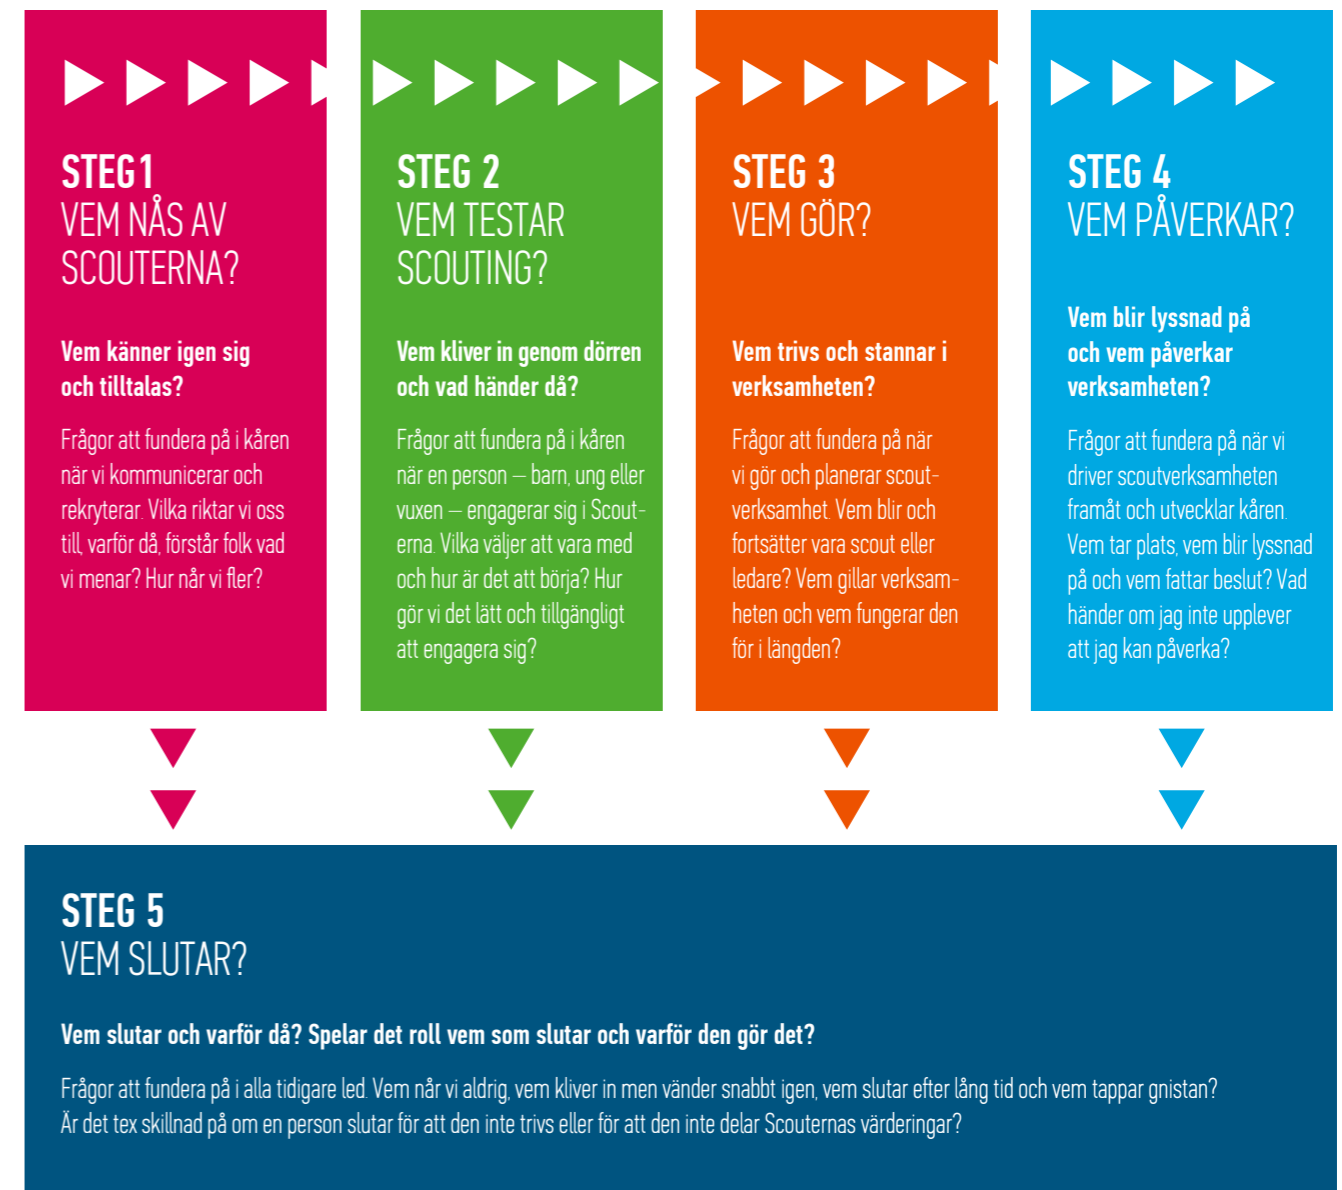 STEG1
VEM NÅS AV
SCOUTERNA?
Vem känner igen sig
och tilltalas?
Frågor att fundera på i kåren
när vi kommunicerar och
rekryterar. Vilka riktar vi oss
till, varför då, förstår folk vad
vi menar? Hur når vi fler?
STEG 2
VEM TESTAR
SCOUTING?
Vem kliver in genom dörren
och vad händer då?
Frågor att fundera på i kåren
när en person – barn, ung eller
vuxen – engagerar sig i Scout-
erna. Vilka väljer att vara med
och hur är det att börja? Hur
gör vi det lätt och tillgängligt
att engagera sig?
STEG 3
VEM GÖR?
Vem trivs och stannar i
verksamheten?
Frågor att fundera på när
vi gör och planerar scout-
verksamhet. Vem blir och
fortsätter vara scout eller
ledare? Vem gillar verksam-
heten och vem fungerar den
för i längden?
STEG 4
VEM PÅVERKAR?
Vem blir lyssnad på
och vem påverkar
verksamheten?
Frågor att fundera på när vi
driver scoutverksamheten
framåt och utvecklar kåren.
Vem tar plats, vem blir lyssnad
på och vem fattar beslut? Vad
händer om jag inte upplever
att jag kan påverka?
STEG 5
VEM SLUTAR?
Vem slutar och varför då? Spelar det roll vem som slutar och varför den gör det?
Frågor att fundera på i alla tidigare led. Vem når vi aldrig, vem kliver in men vänder snabbt igen, vem slutar efter lång tid och vem tappar gnistan?
Är det tex skillnad på om en person slutar för att den inte trivs eller för att den inte delar Scouternas värderingar?